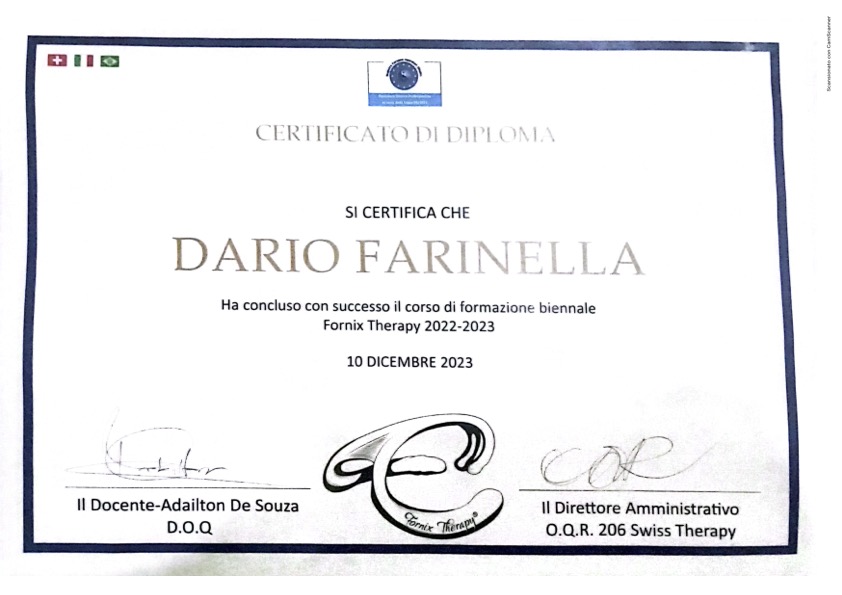 CERTIFICATO DI DIPLOMA
SI CERTIFICA CHE
DARIO FARINELLA
Ha concluso con successo il corso di formazione biennale
Fornix Therapy 2022-2023
10 DICEMBRE 2023
Fornix Therapy®
Il Docente-Adailton De Souza
D.O.Q
Il Direttore Amministrativo
O.Q.R. 206 Swiss Therapy
Scansionato con CamScanner